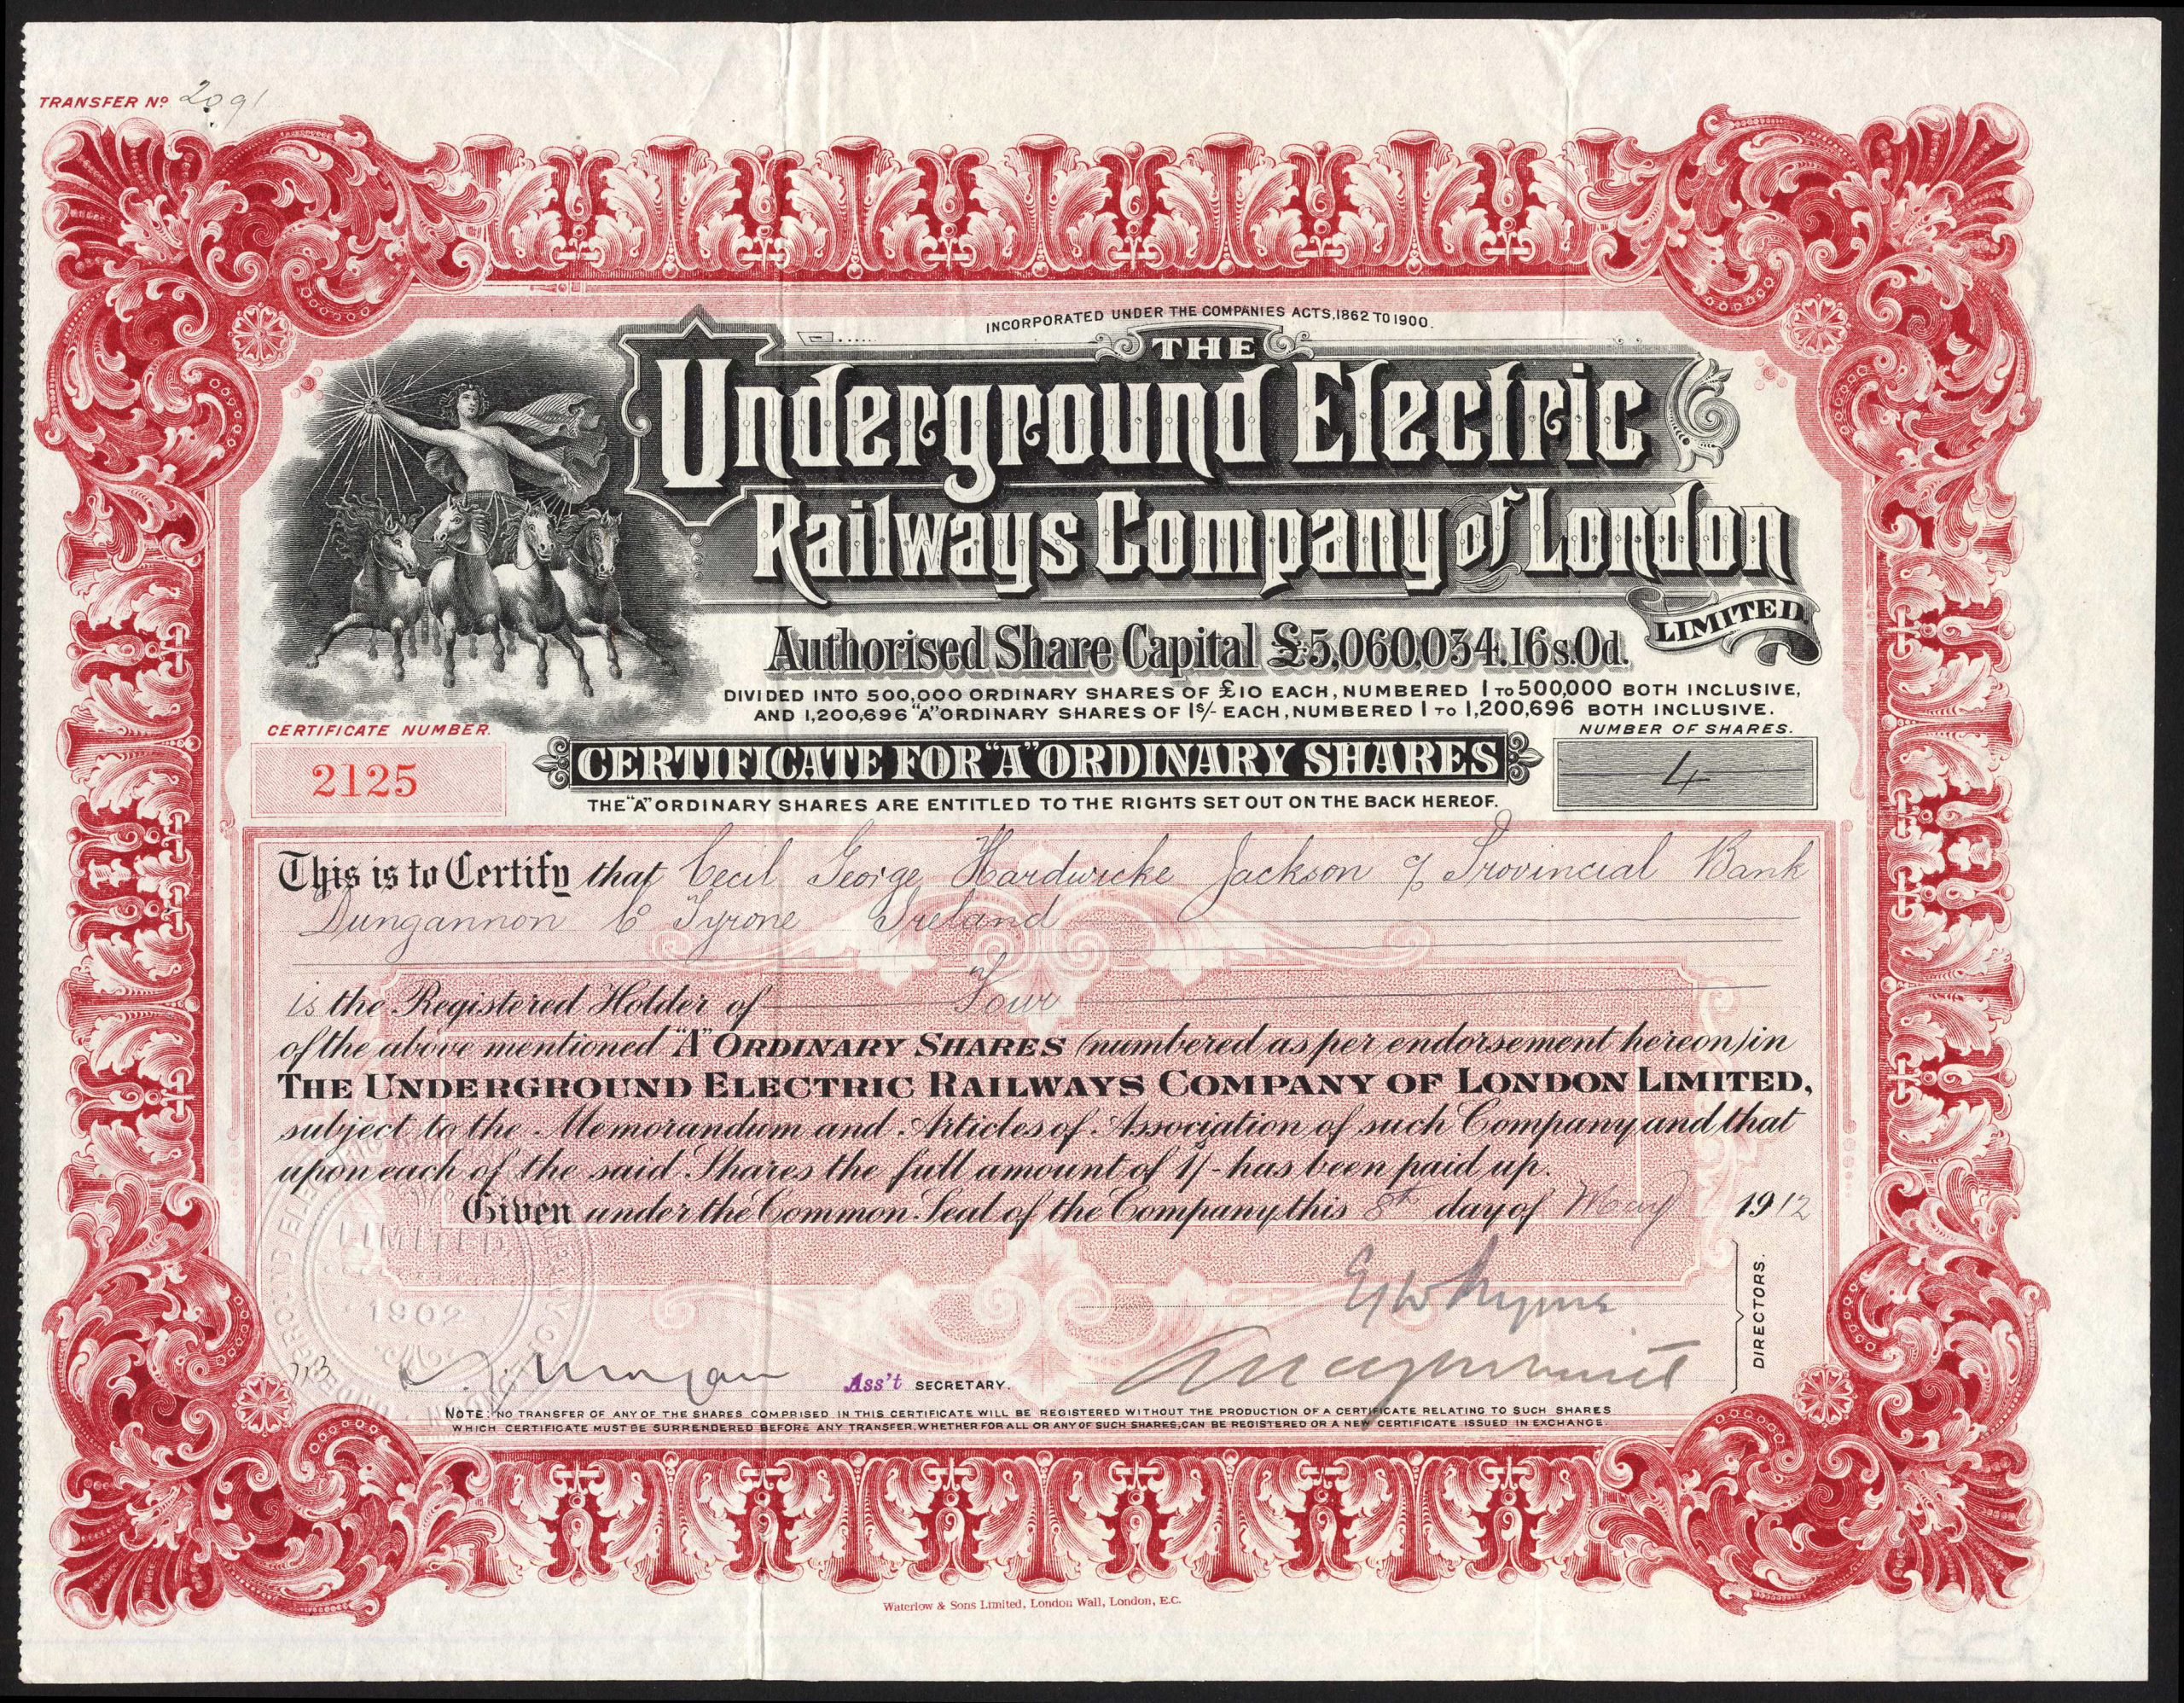 TRANSFER Nº 2091
INCORPORATED UNDER THE COMPANIES ACTS, 1862 TO 1900.
THE
Underground Electric
Railways Company of London
LIMITED.
Authorised Share Capital £5,060,034.16s.0d.
DIVIDED INTO 500,000 ORDINARY SHARES OF £10 EACH, NUMBERED 1 TO 500,000 BOTH INCLUSIVE,
AND 1,200,696 "A" ORDINARY SHARES OF 1s/- EACH, NUMBERED 1 TO 1,200,696 BOTH INCLUSIVE.
CERTIFICATE NUMBER.
2125
CERTIFICATE FOR "A" ORDINARY SHARES
NUMBER OF SHARES.
4
THE "A" ORDINARY SHARES ARE ENTITLED TO THE RIGHTS SET OUT ON THE BACK HEREOF.
This is to Certify that Cecil George Hardwicke Jackson c/o Provincial Bank
Dungannon Co Tyrone Ireland
is the Registered Holder of Four
of the above mentioned "A" ORDINARY SHARES (numbered as per endorsement hereon) in
THE UNDERGROUND ELECTRIC RAILWAYS COMPANY OF LONDON LIMITED,
subject to the Memorandum and Articles of Association of such Company and that
upon each of the said Shares the full amount of 1/- has been paid up.
Given under the Common Seal of the Company this 8th day of May 1912
LIMITED.
1902
DIRECTORS.
Morgan Ass't SECRETARY.
NOTE: NO TRANSFER OF ANY OF THE SHARES COMPRISED IN THIS CERTIFICATE WILL BE REGISTERED WITHOUT THE PRODUCTION OF A CERTIFICATE RELATING TO SUCH SHARES
WHICH CERTIFICATE MUST BE SURRENDERED BEFORE ANY TRANSFER, WHETHER FOR ALL OR ANY OF SUCH SHARES, CAN BE REGISTERED OR A NEW CERTIFICATE ISSUED IN EXCHANGE.
Waterlow & Sons Limited, London Wall, London, E.C.